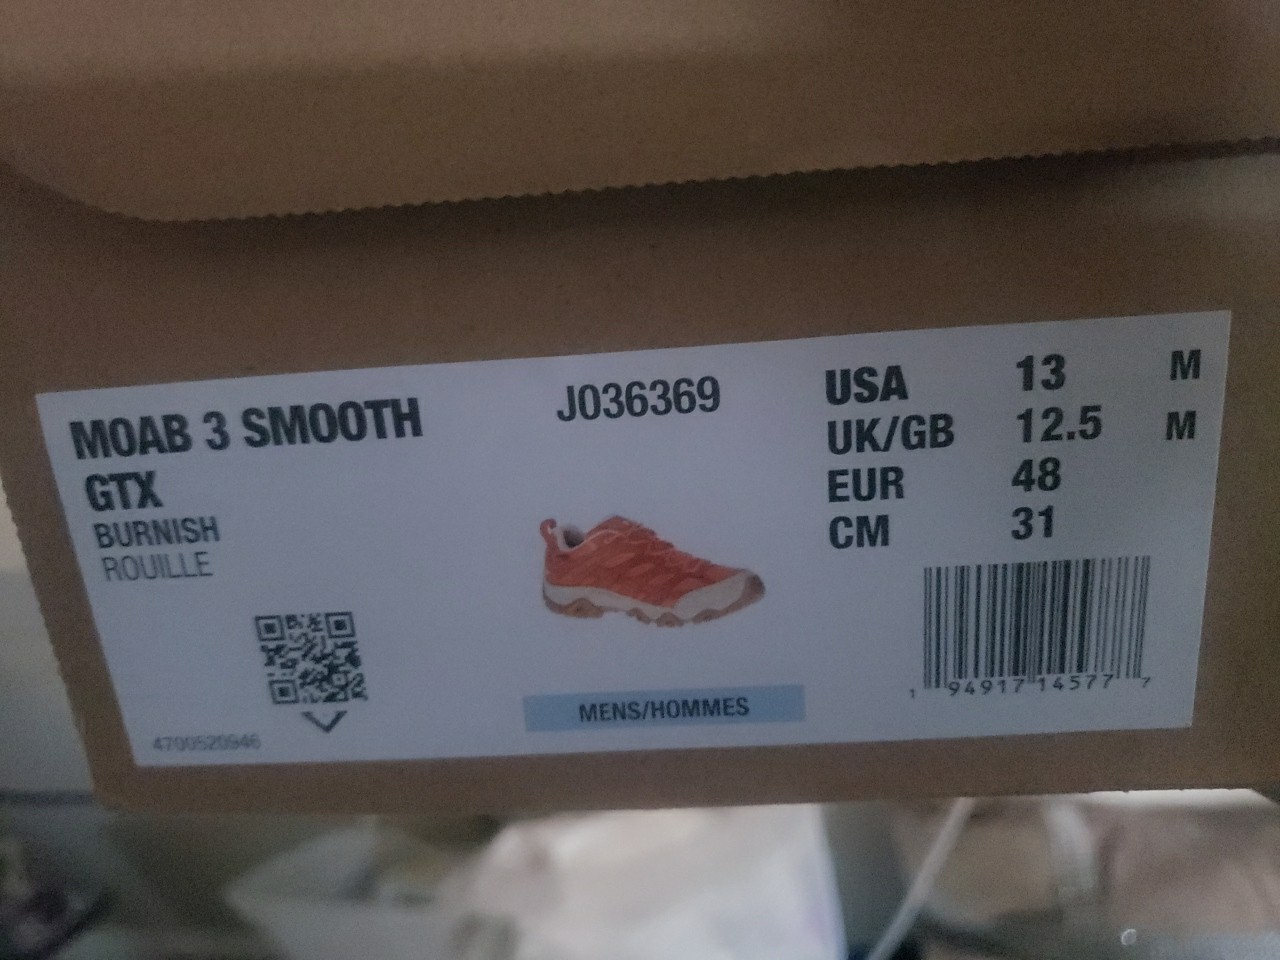 MOAB 3 SMOOTH
GTX
BURNISH
ROUILLE
4700520946
J036369
MENS/HOMMES
USA 13 M
UK/GB 12.5 M
EUR 48
CM 31
1 94917 14577 7